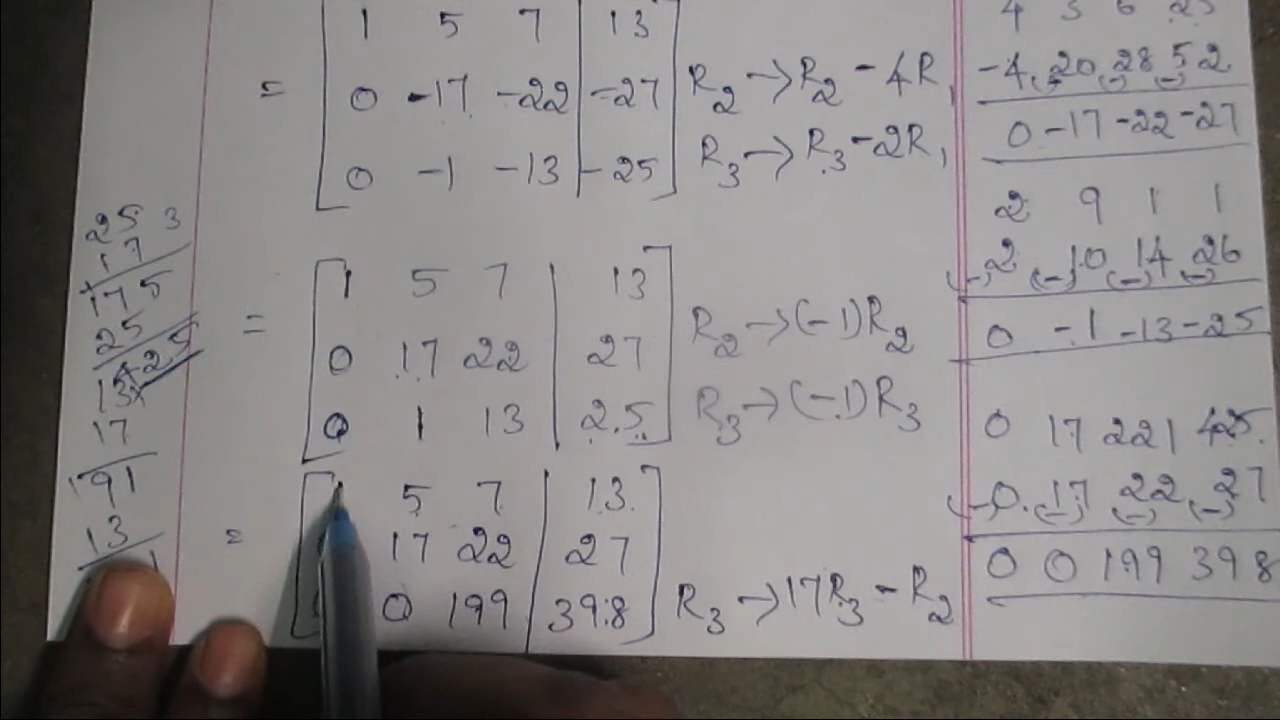 1 5 7 13
= 0 -17 -22 -27 R2 → R2 - 4R1
0 -1 -13 -25 R3 → R3 - 2R1
= 1 5 7 13
0 17 22 27 R2 → (-1)R2
0 1 13 25 R3 → (-1)R3
= 1 5 7 13
17 22 27
0 199 398 R3 → 17R3 - R2
25 3
17
175
25
425
13
17
91
13
-4 20 28 52
(-) (-) (-)
0 -17 -22 -27
2 9 1 1
2 10 14 26
(-) (-) (-) (-)
0 -1 -13 -25
0 17 221 425
0 17 22 27
(-) (-) (-) (-)
0 0 199 398